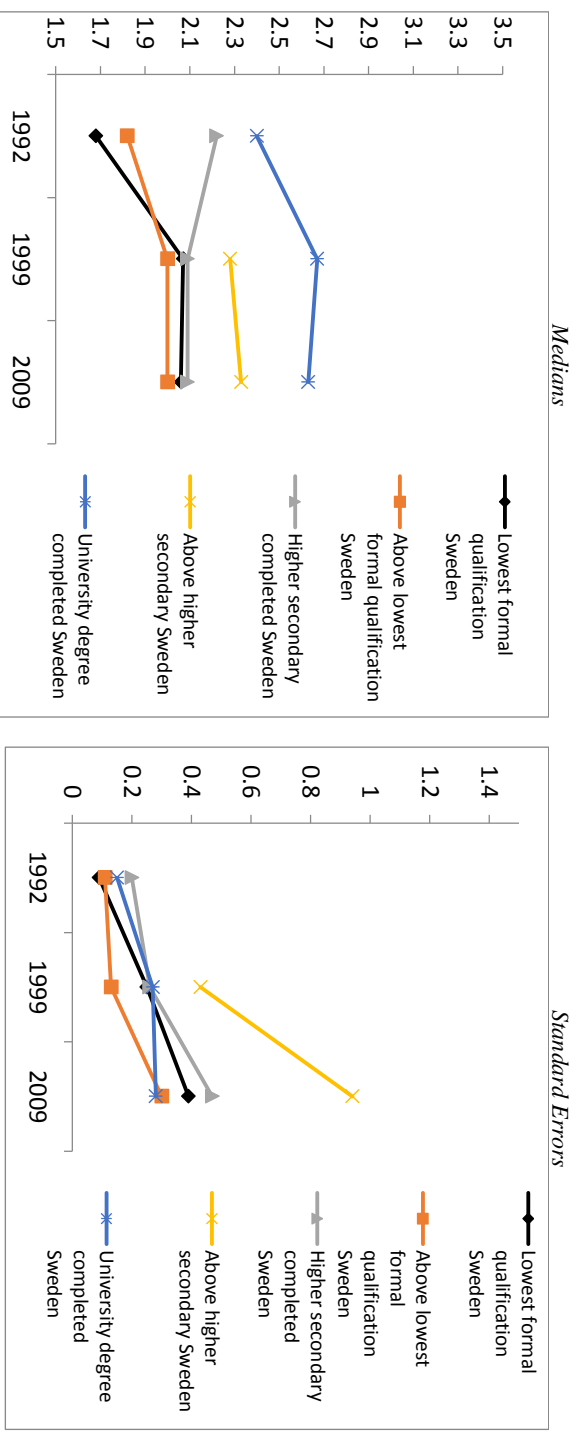 Medians
3.5
3.3
3.1
2.9
2.7
2.5
2.3
2.1
1.9
1.7
1.5
1992
1999
2009
Lowest formal
qualification
Sweden
Above lowest
formal qualification
Sweden
Higher secondary
completed Sweden
Above higher
secondary Sweden
University degree
completed Sweden
Standard Errors
1.4
1.2
1
0.8
0.6
0.4
0.2
0
1992
1999
2009
Lowest formal
qualification
Sweden
Above lowest
formal
qualification
Sweden
Higher secondary
completed
Sweden
Above higher
secondary Sweden
University degree
completed
Sweden